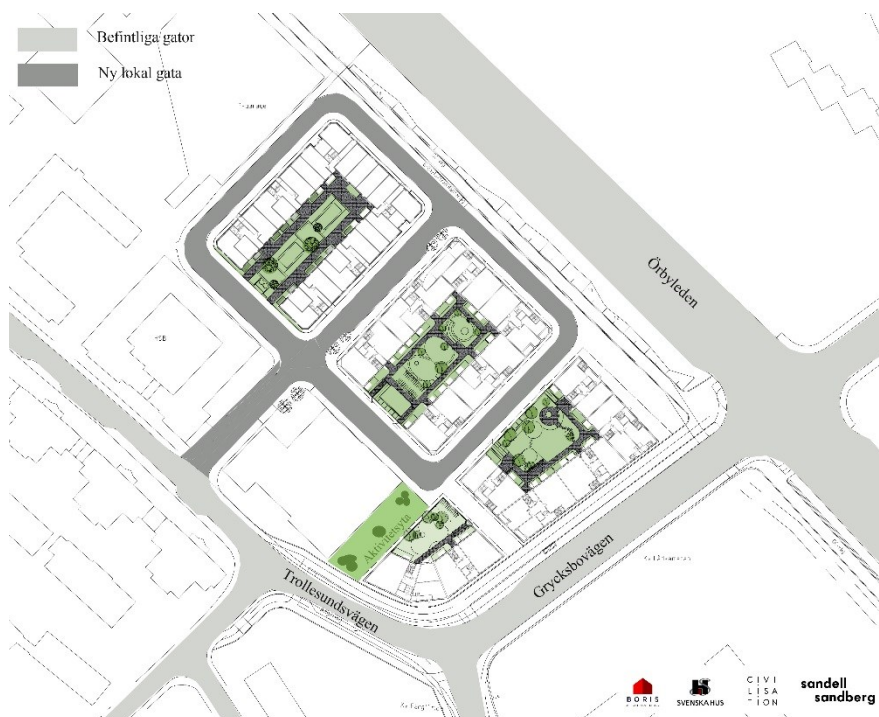 Befintliga gator
Ny lokal gata
Örbyleden
Aktivitetsyta
Grycksbovägen
Trollesundsvägen
BORIS
SVENSKA HUS
CIVI
LISA
TION
sandell
sandberg